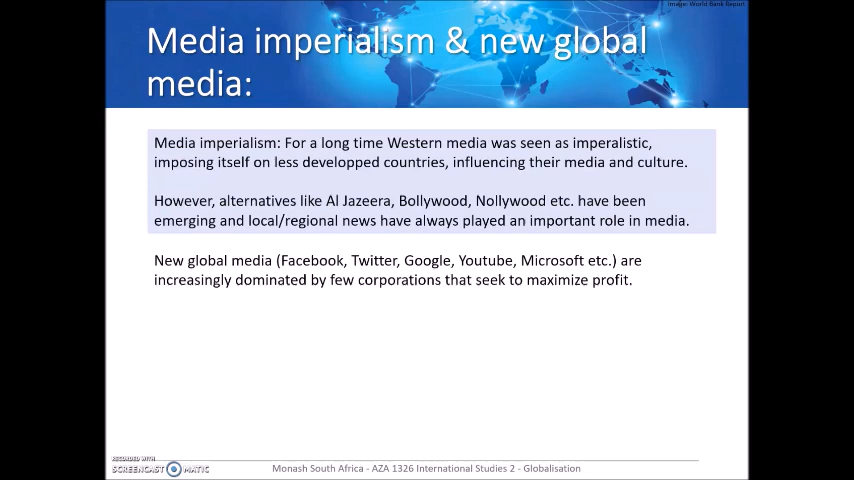 Image: World Bank Report
Media imperialism & new global
media:
Media imperialism: For a long time Western media was seen as imperalistic,
imposing itself on less developped countries, influencing their media and culture.
However, alternatives like Al Jazeera, Bollywood, Nollywood etc. have been
emerging and local/regional news have always played an important role in media.
New global media (Facebook, Twitter, Google, Youtube, Microsoft etc.) are
increasingly dominated by few corporations that seek to maximize profit.
RECORDED WITH
SCREENCAST MATIC
Monash South Africa - AZA 1326 International Studies 2 - Globalisation